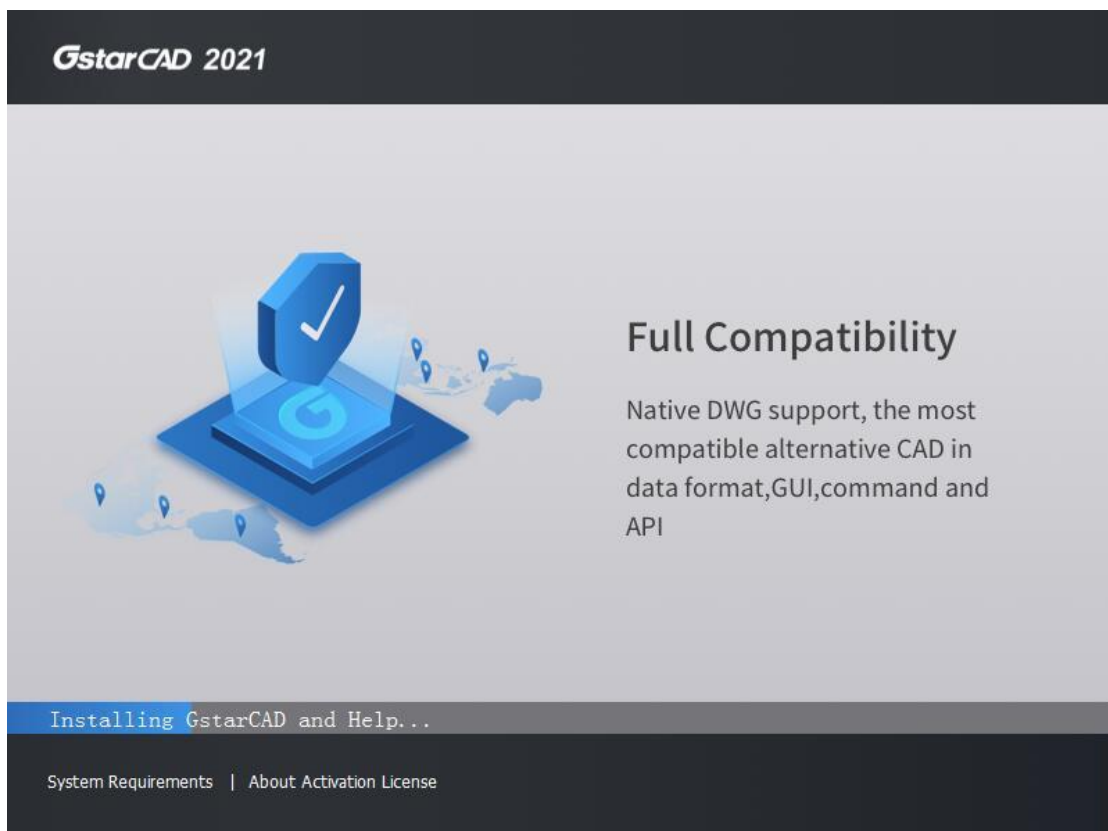 GstarCAD 2021
Full Compatibility
Native DWG support, the most
compatible alternative CAD in
data format,GUI,command and
API
Installing GstarCAD and Help...
System Requirements | About Activation License